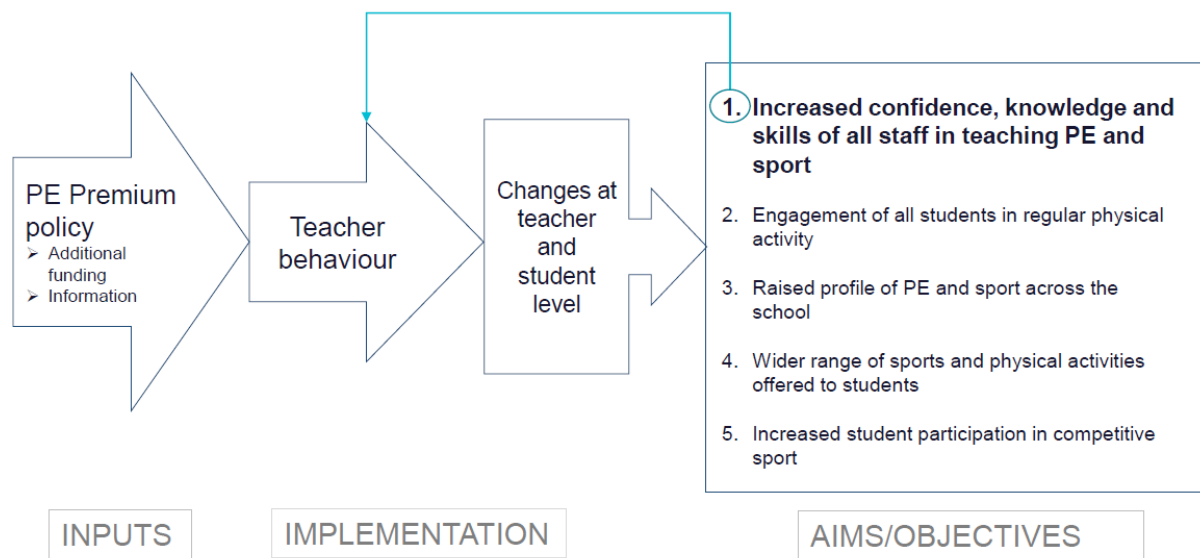 PE Premium
policy
➢ Additional
funding
➢ Information
Teacher
behaviour
Changes at
teacher
and
student
level
1. Increased confidence, knowledge and
skills of all staff in teaching PE and
sport
2. Engagement of all students in regular physical
activity
3. Raised profile of PE and sport across the
school
4. Wider range of sports and physical activities
offered to students
5. Increased student participation in competitive
sport
INPUTS
IMPLEMENTATION
AIMS/OBJECTIVES